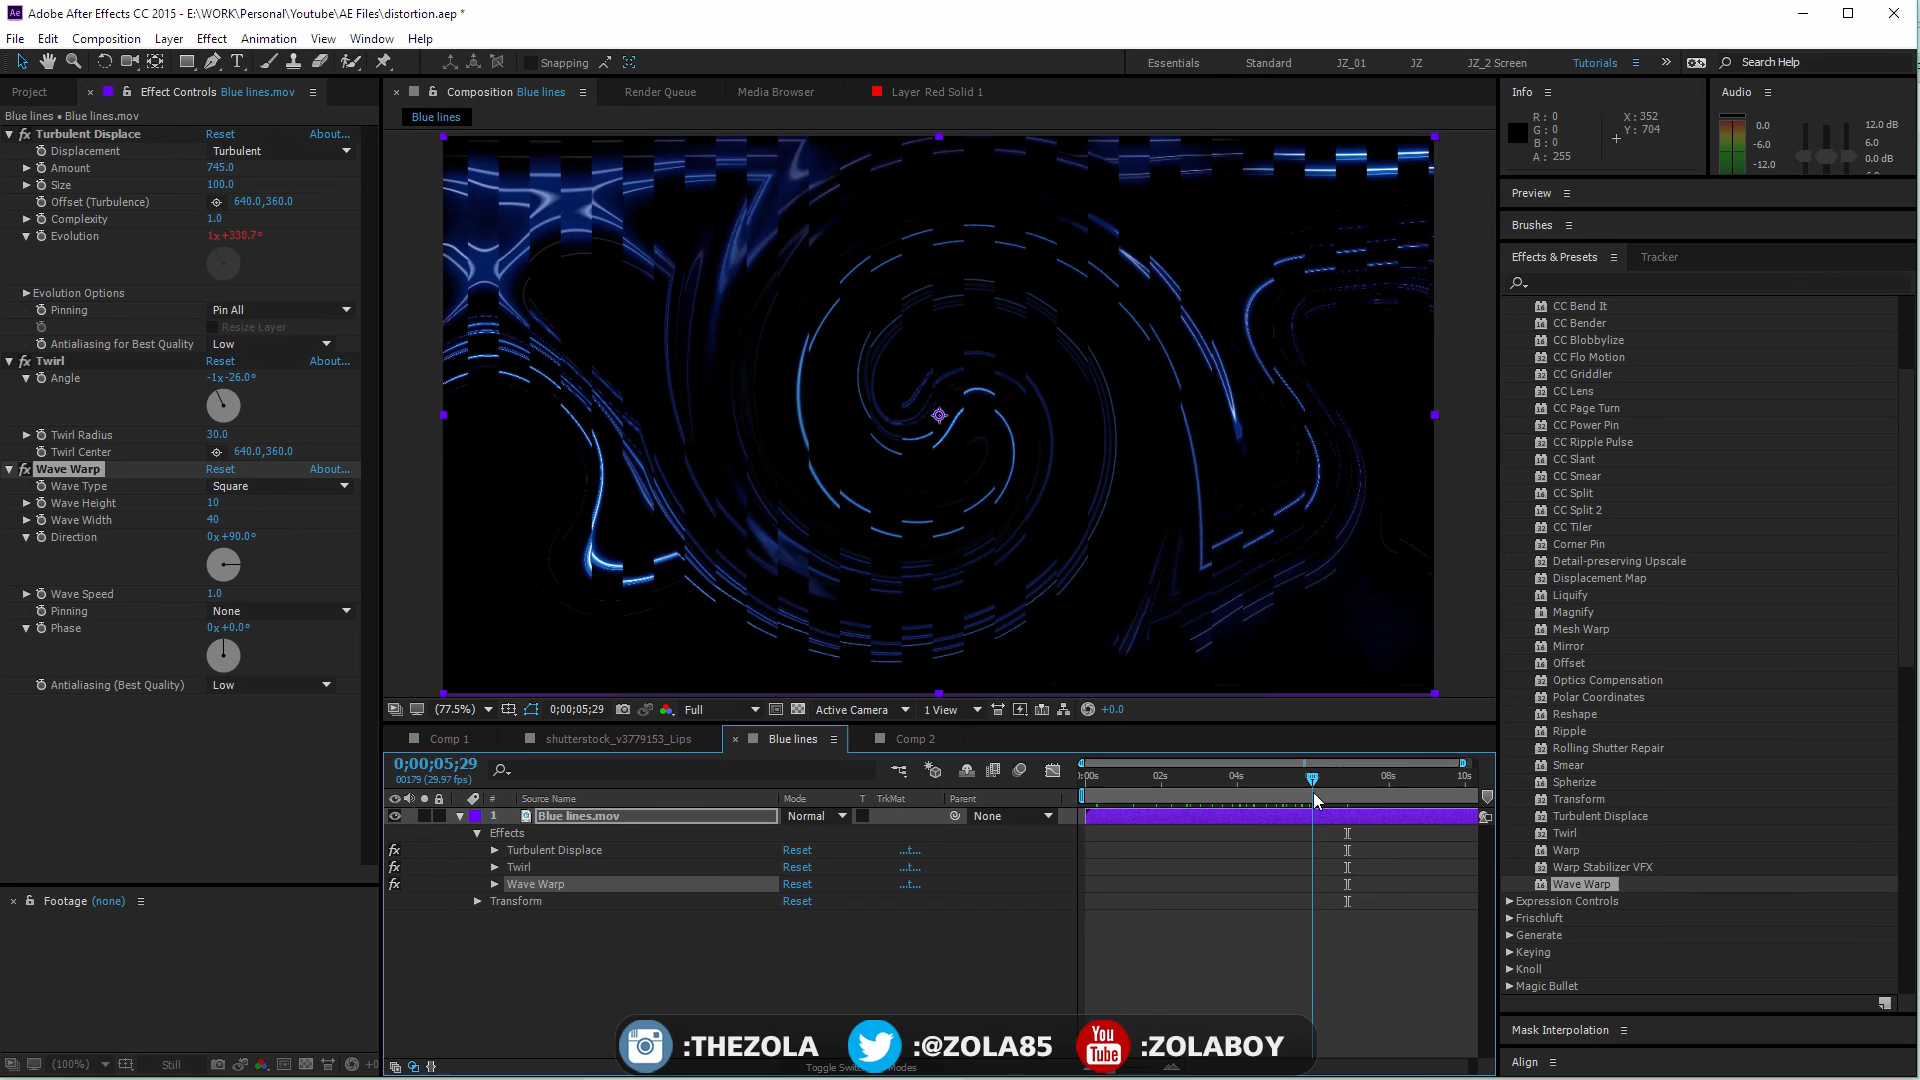 Adobe After Effects CC 2015 - E:\WORK\Personal\Youtube\AE Files\distortion.aep *
File Edit Composition Layer Effect Animation View Window Help
Snapping Essentials Standard JZ_01 JZ JZ_2 Screen Tutorials Search Help
Project Effect Controls Blue lines.mov
Blue lines • Blue lines.mov
Turbulent Displace Reset About...
Displacement Turbulent
Amount 745.0
Size 100.0
Offset (Turbulence) 640.0,360.0
Complexity 1.0
Evolution 1x+330.7°
Evolution Options
Pinning Pin All
Resize Layer
Antialiasing for Best Quality Low
Twirl Reset About...
Angle -1x-26.0°
Twirl Radius 30.0
Twirl Center 640.0,360.0
Wave Warp Reset About...
Wave Type Square
Wave Height 10
Wave Width 40
Direction 0x+90.0°
Wave Speed 1.0
Pinning None
Phase 0x+0.0°
Antialiasing (Best Quality) Low
Footage (none)
(100%) Still
Composition Blue lines Render Queue Media Browser Layer Red Solid 1
Blue lines
(77.5%) 0;00;05;29 Full Active Camera 1 View +0.0
Comp 1 shutterstock_v3779153_Lips Blue lines Comp 2
0;00;05;29
00179 (29.97 fps)
:00s 02s 04s 08s 10s
# Source Name Mode T TrkMat Parent
1 Blue lines.mov Normal None
Effects
fx Turbulent Displace Reset ...t...
fx Twirl Reset ...t...
fx Wave Warp Reset ...t...
Transform Reset
:THEZOLA :@ZOLA85 You Tube :ZOLABOY
Info Audio
R: 0 X: 352
G: 0 Y: 704
B: 0
A: 255
0.0 12.0 dB
-6.0 6.0
-12.0 0.0 dB
Preview
Brushes
Effects & Presets Tracker
CC Bend It
CC Bender
CC Blobbylize
CC Flo Motion
CC Griddler
CC Lens
CC Page Turn
CC Power Pin
CC Ripple Pulse
CC Slant
CC Smear
CC Split
CC Split 2
CC Tiler
Corner Pin
Detail-preserving Upscale
Displacement Map
Liquify
Magnify
Mesh Warp
Mirror
Offset
Optics Compensation
Polar Coordinates
Reshape
Ripple
Rolling Shutter Repair
Smear
Spherize
Transform
Turbulent Displace
Twirl
Warp
Warp Stabilizer VFX
Wave Warp
Expression Controls
Frischluft
Generate
Keying
Knoll
Magic Bullet
Mask Interpolation
Align